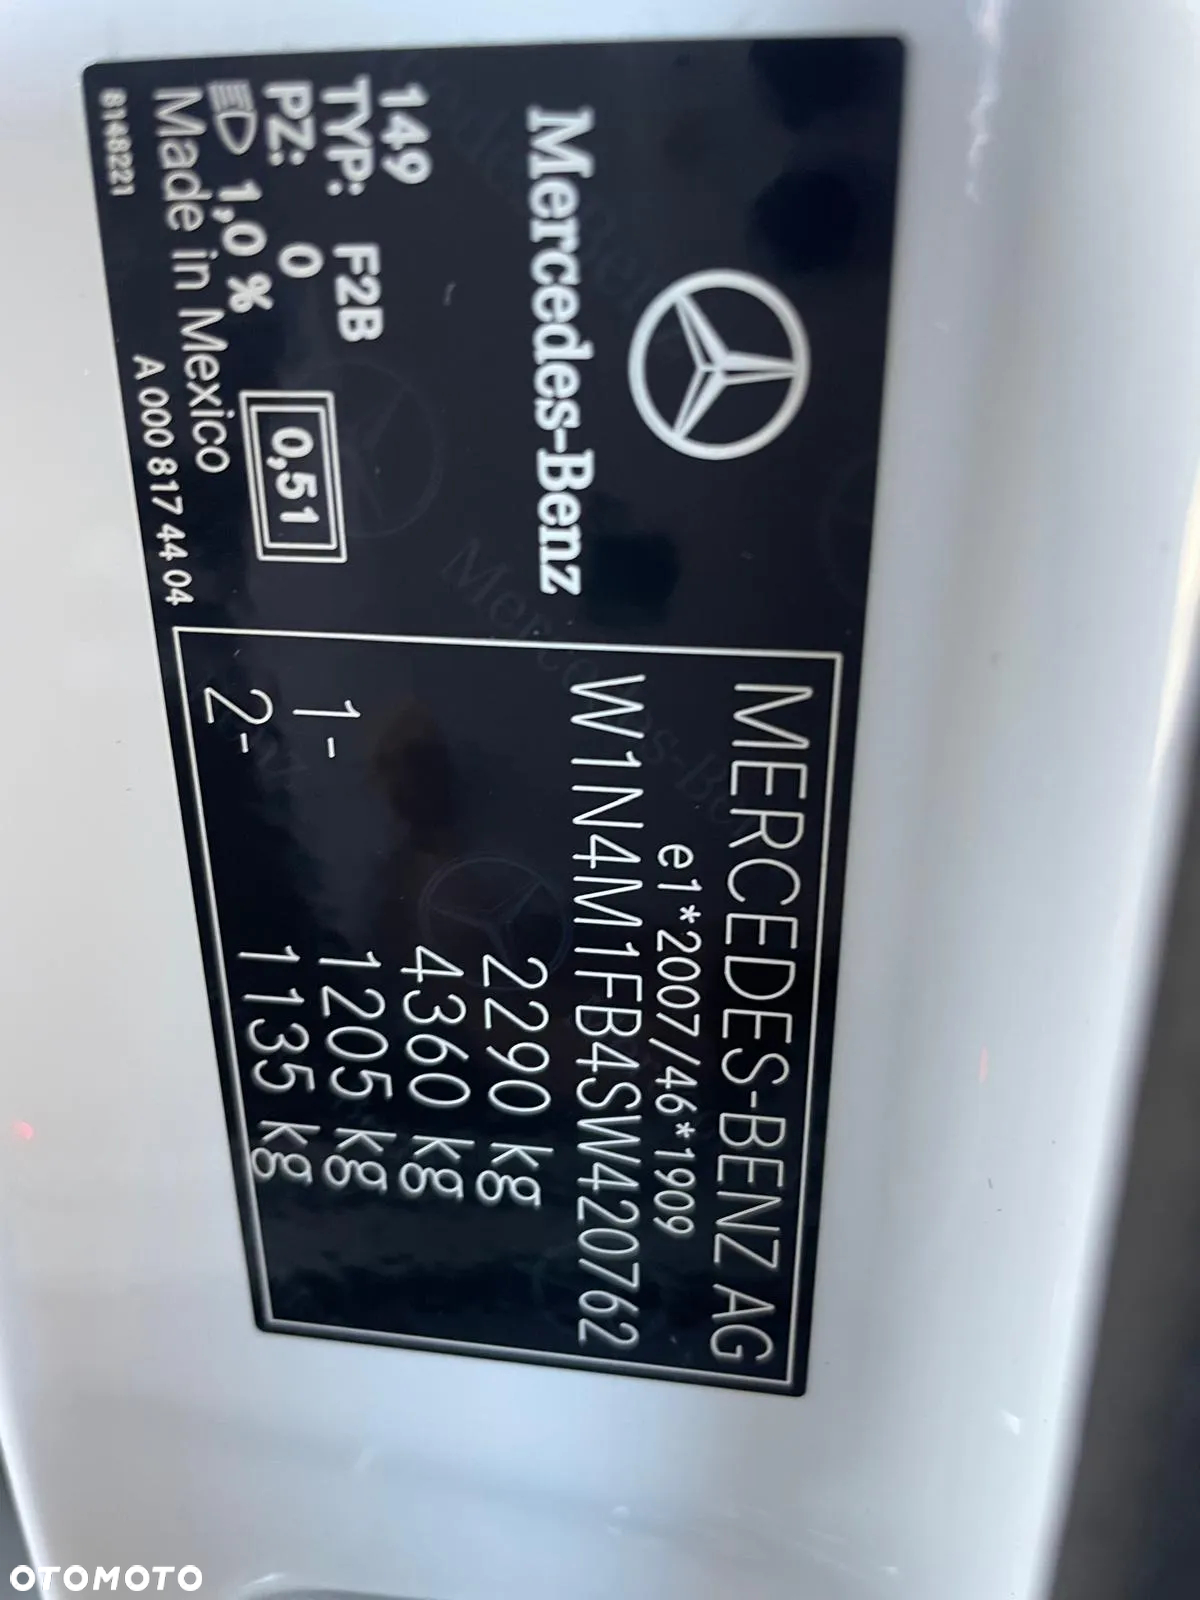 Mercedes-Benz
149
TYP: F2B
PZ: 0
1,0 %
0,51
Made in Mexico
A 000 817 44 04
8148221
MERCEDES-BENZ AG
e1*2007/46*1909
W1N4M1FB4SW420762
2290 kg
4360 kg
1- 1205 kg
2- 1135 kg
OTOMOTO